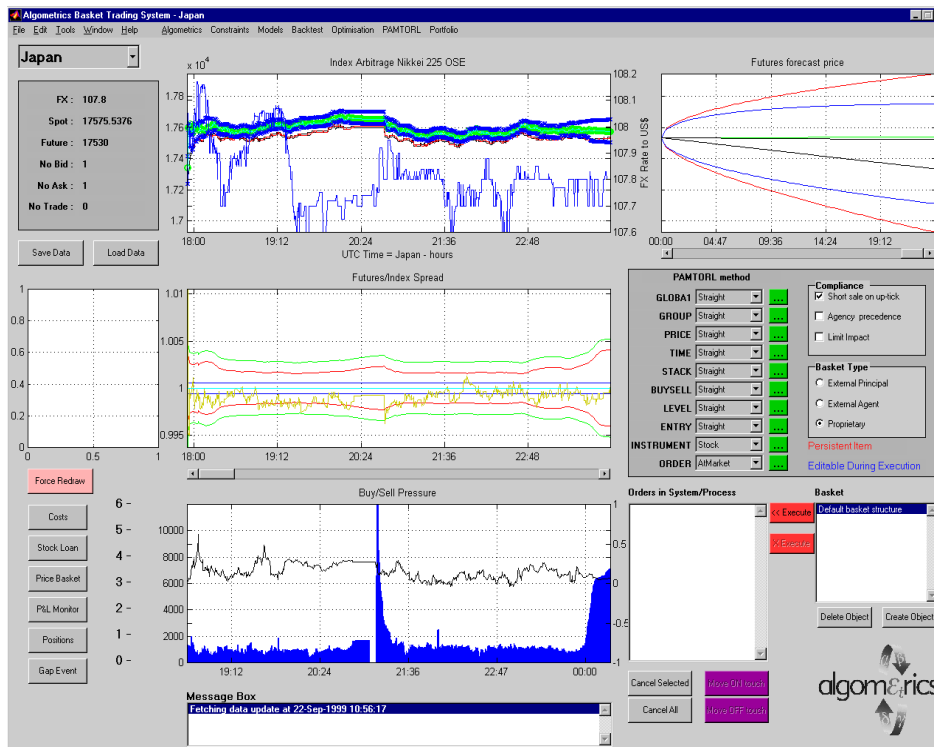 Algometrics Basket Trading System - Japan
File Edit Tools Window Help Algometrics Constraints Models Backtest Optimisation PAMTORL Portfolio
Japan
FX : 107.8
Spot : 17575.5376
Future : 17530
No Bid : 1
No Ask : 1
No Trade : 0
Save Data Load Data
Index Arbitrage Nikkei 225 OSE
x 10^4
1.78
1.76
1.74
1.72
1.7
108.2
108.1
108
107.9
107.8
107.7
107.6
FX Rate to US$
18:00 19:12 20:24 21:36 22:48
UTC Time = Japan - hours
Futures forecast price
00:00 04:47 09:36 14:24 19:12
1
0.8
0.6
0.4
0.2
0
0 0.5 1
Futures/Index Spread
1.01
1.005
1
0.995
18:00 19:12 20:24 21:36 22:48
PAMTORL method
GLOBA1 Straight ...
GROUP Straight ...
PRICE Straight ...
TIME Straight ...
STACK Straight ...
BUYSELL Straight ...
LEVEL Straight ...
ENTRY Straight ...
INSTRUMENT Stock ...
ORDER AtMarket ...
Compliance
Short sale on up-tick
Agency precedence
Limit Impact
Basket Type
External Principal
External Agent
Proprietary
Persistent Item
Editable During Execution
Force Redraw
Costs
Stock Loan
Price Basket
P&L Monitor
Positions
Gap Event
6 -
5 -
4 -
3 -
2 -
1 -
0 -
Buy/Sell Pressure
12000
10000
8000
6000
4000
2000
0
1
0.5
0
-0.5
-1
19:12 20:24 21:36 22:47 00:00
Orders in System/Process
<< Execute
X Execute
Basket
Default basket structure
Delete Object Create Object
Cancel Selected Move ON touch
Cancel All Move OFF touch
Message Box
Fetching data update at 22-Sep-1999 10:56:17